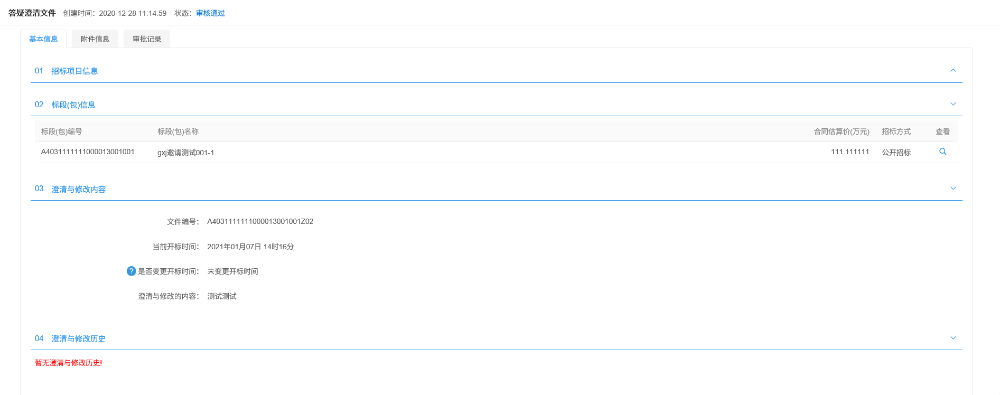 答疑澄清文件 创建时间：2020-12-28 11:14:59 状态：审核通过
基本信息 附件信息 审批记录
01 招标项目信息
02 标段(包)信息
标段(包)编号 标段(包)名称 合同估算价(万元) 招标方式 查看
A4031111111000013001001 gxj邀请测试001-1 111.111111 公开招标
03 澄清与修改内容
文件编号： A4031111111000013001001Z02
当前开标时间： 2021年01月07日 14时16分
? 是否变更开标时间： 未变更开标时间
澄清与修改的内容： 测试测试
04 澄清与修改历史
暂无澄清与修改历史!